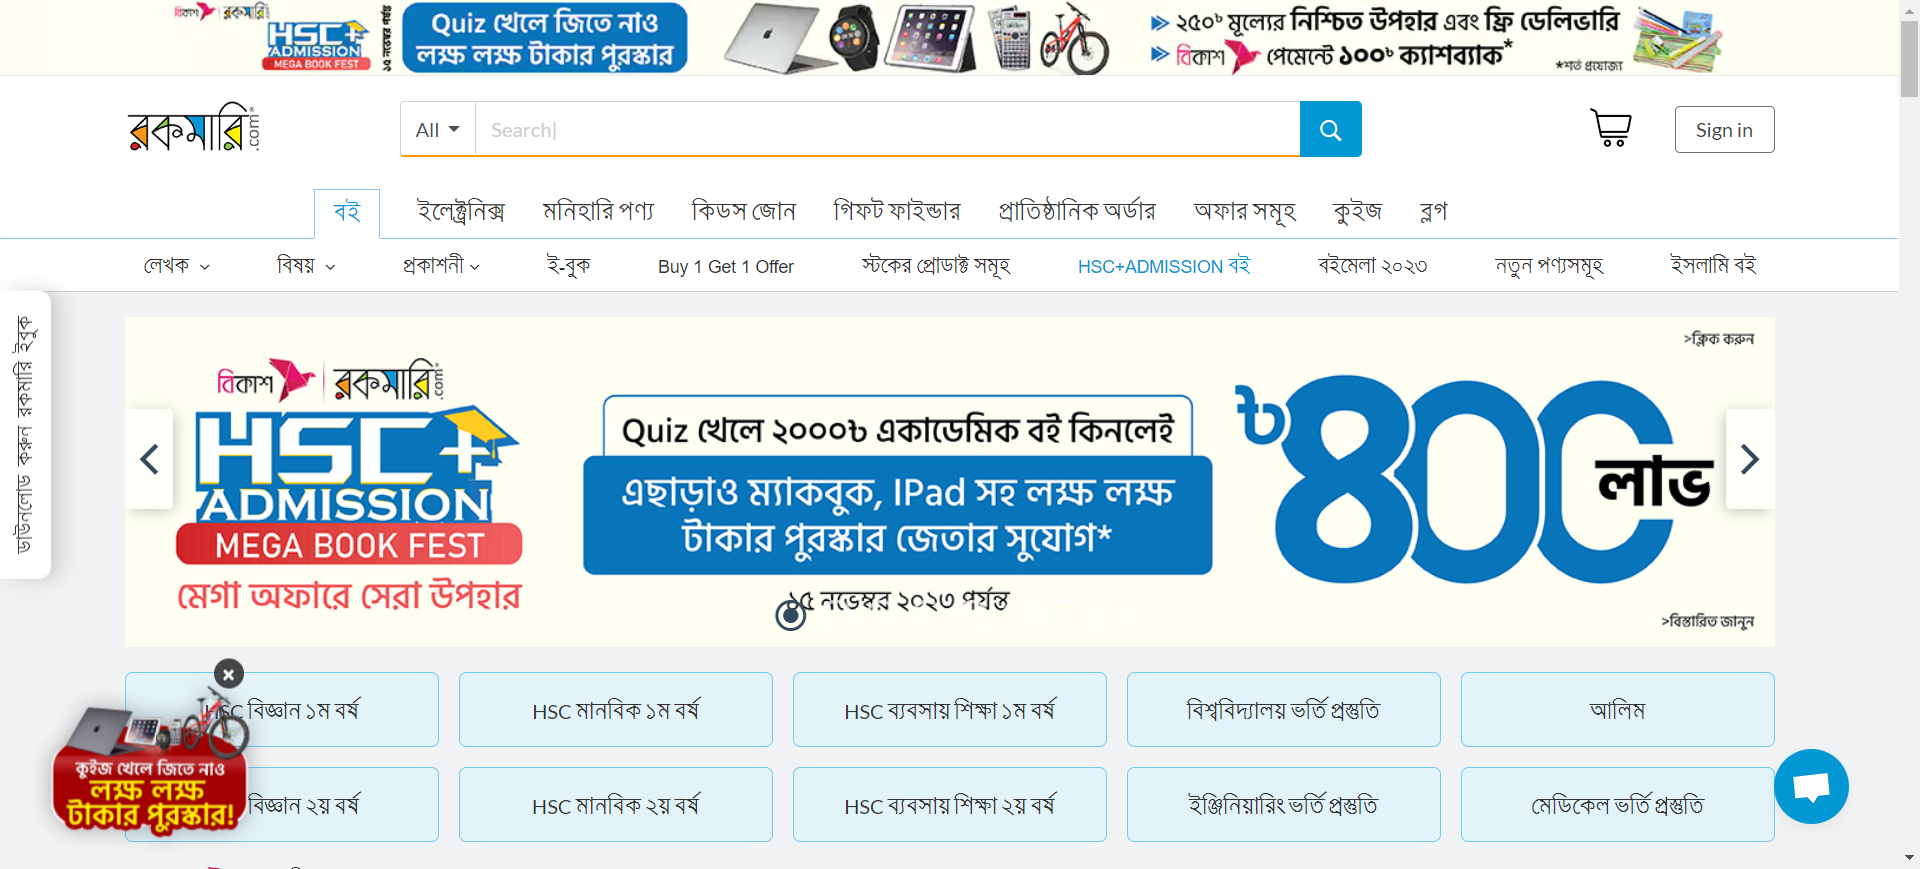 বিকাশ | রকমারি
HSC+
ADMISSION
MEGA BOOK FEST
১৫ নভেম্বর পর্যন্ত
Quiz খেলে জিতে নাও
লক্ষ লক্ষ টাকার পুরস্কার
২৫০৳ মূল্যের নিশ্চিত উপহার এবং ফ্রি ডেলিভারি
বিকাশ পেমেন্টে ১০০৳ ক্যাশব্যাক*
*শর্ত প্রযোজ্য
রকমারি.com
All
Search
Sign in
বই ইলেক্ট্রনিক্স মনিহারি পণ্য কিডস জোন গিফট ফাইন্ডার প্রাতিষ্ঠানিক অর্ডার অফার সমূহ কুইজ ব্লগ
লেখক বিষয় প্রকাশনী ই-বুক Buy 1 Get 1 Offer স্টকের প্রোডাক্ট সমূহ HSC+ADMISSION বই বইমেলা ২০২৩ নতুন পণ্যসমূহ ইসলামি বই
ডাউনলোড করুন রকমারি ইবুক
>ক্লিক করুন
বিকাশ | রকমারি.com
HSC+
ADMISSION
MEGA BOOK FEST
মেগা অফারে সেরা উপহার
Quiz খেলে ২০০০৳ একাডেমিক বই কিনলেই
এছাড়াও ম্যাকবুক, IPad সহ লক্ষ লক্ষ
টাকার পুরস্কার জেতার সুযোগ*
১৫ নভেম্বর ২০২৩ পর্যন্ত
৳400
লাভ
>বিস্তারিত জানুন
HSC বিজ্ঞান ১ম বর্ষ HSC মানবিক ১ম বর্ষ HSC ব্যবসায় শিক্ষা ১ম বর্ষ বিশ্ববিদ্যালয় ভর্তি প্রস্তুতি আলিম
বিজ্ঞান ২য় বর্ষ HSC মানবিক ২য় বর্ষ HSC ব্যবসায় শিক্ষা ২য় বর্ষ ইঞ্জিনিয়ারিং ভর্তি প্রস্তুতি মেডিকেল ভর্তি প্রস্তুতি
কুইজ খেলে জিতে নাও
লক্ষ লক্ষ
টাকার পুরস্কার!